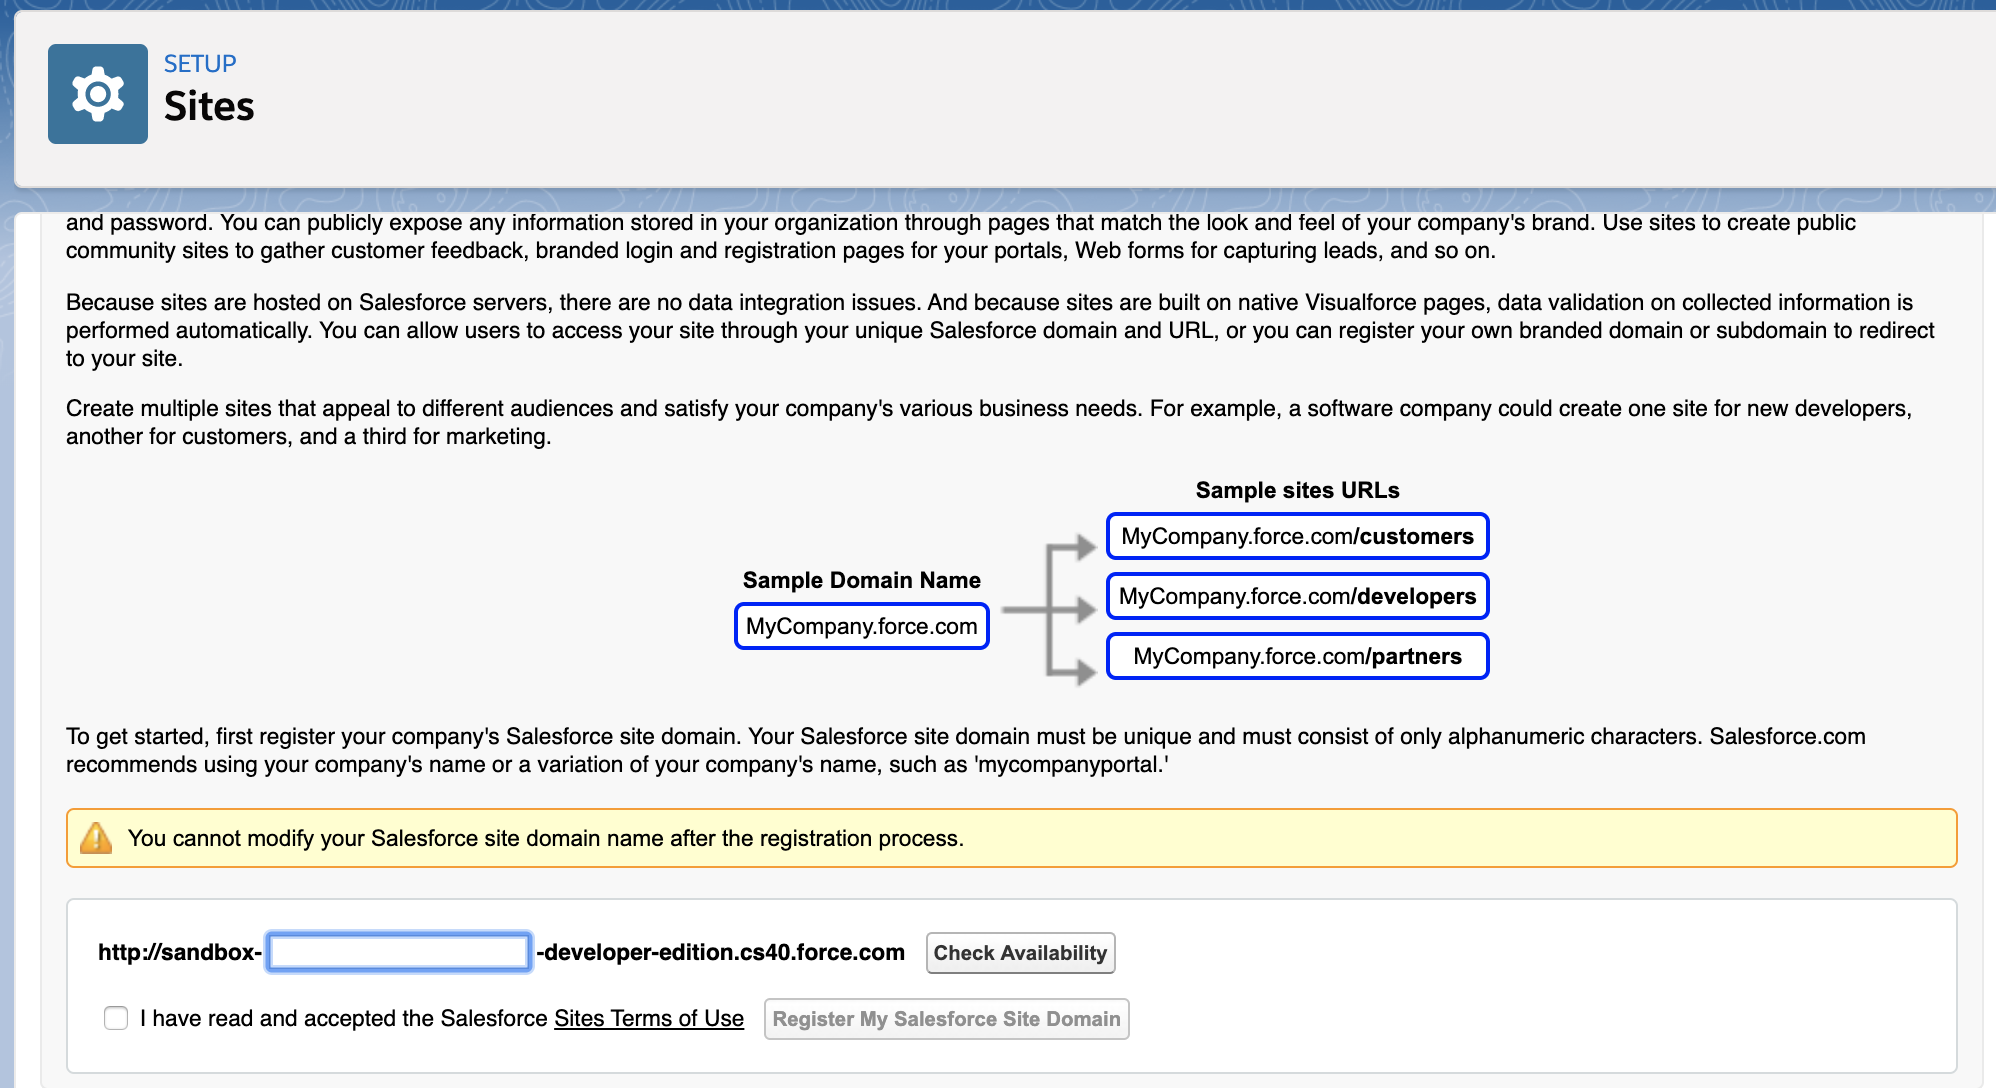 SETUP
Sites
and password. You can publicly expose any information stored in your organization through pages that match the look and feel of your company's brand. Use sites to create public
community sites to gather customer feedback, branded login and registration pages for your portals, Web forms for capturing leads, and so on.
Because sites are hosted on Salesforce servers, there are no data integration issues. And because sites are built on native Visualforce pages, data validation on collected information is
performed automatically. You can allow users to access your site through your unique Salesforce domain and URL, or you can register your own branded domain or subdomain to redirect
to your site.
Create multiple sites that appeal to different audiences and satisfy your company's various business needs. For example, a software company could create one site for new developers,
another for customers, and a third for marketing.
Sample sites URLs
MyCompany.force.com/customers
Sample Domain Name
MyCompany.force.com/developers
MyCompany.force.com
MyCompany.force.com/partners
To get started, first register your company's Salesforce site domain. Your Salesforce site domain must be unique and must consist of only alphanumeric characters. Salesforce.com
recommends using your company's name or a variation of your company's name, such as 'mycompanyportal.'
You cannot modify your Salesforce site domain name after the registration process.
http://sandbox- -developer-edition.cs40.force.com Check Availability
I have read and accepted the Salesforce Sites Terms of Use Register My Salesforce Site Domain